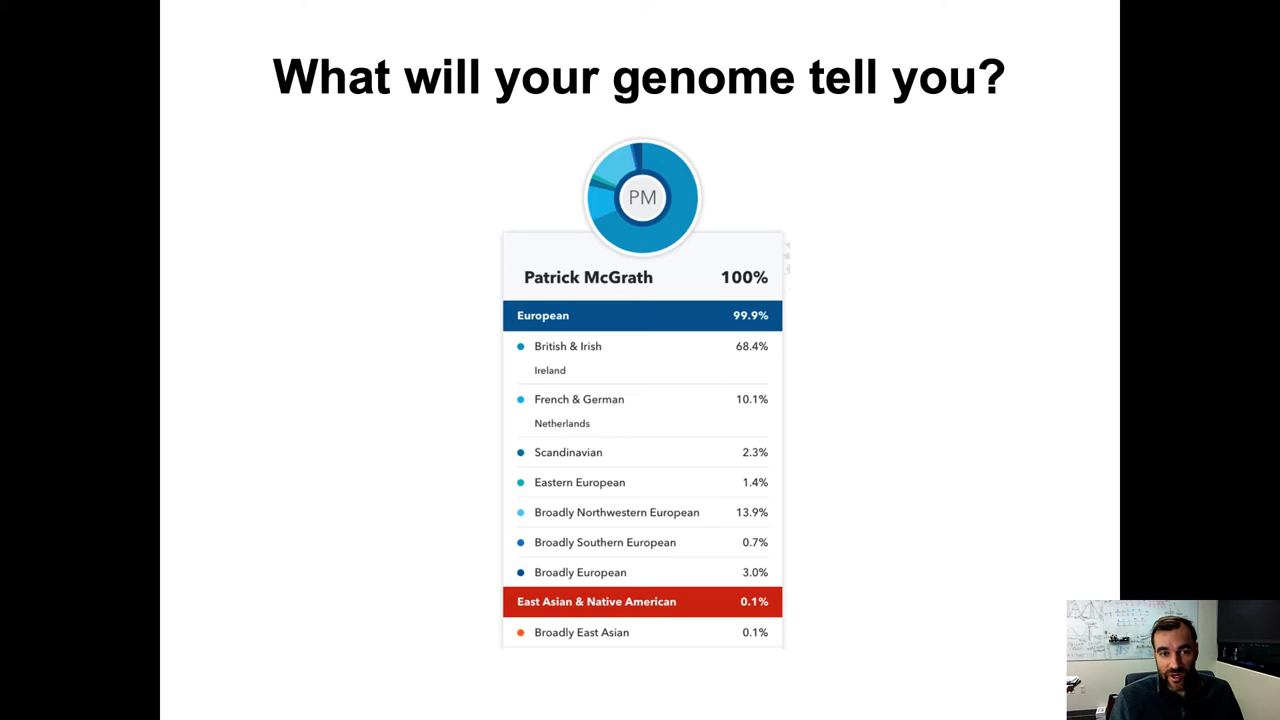 What will your genome tell you?
PM
Patrick McGrath 100%
European 99.9%
British & Irish 68.4%
Ireland
French & German 10.1%
Netherlands
Scandinavian 2.3%
Eastern European 1.4%
Broadly Northwestern European 13.9%
Broadly Southern European 0.7%
Broadly European 3.0%
East Asian & Native American 0.1%
Broadly East Asian 0.1%